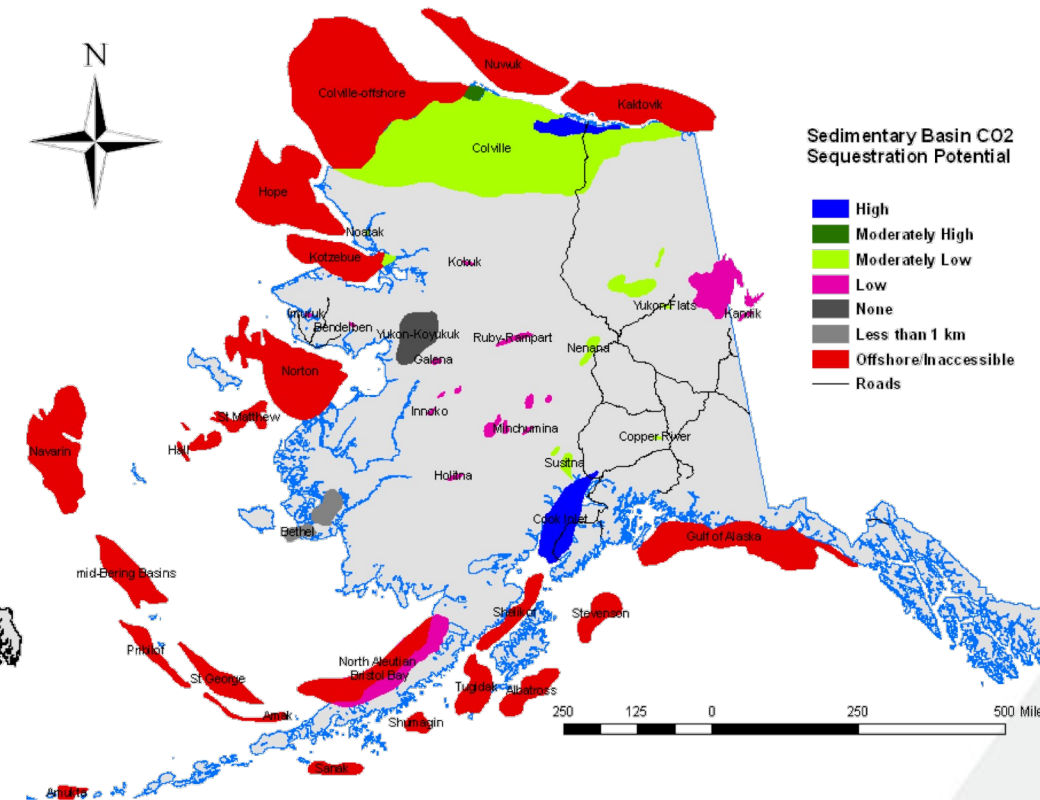 N
Nuwuk
Colville-offshore
Kaktovik
Sedimentary Basin CO2
Sequestration Potential
Colville
Hope
High
Noatak
Moderately High
Kotzebue
Kobuk
Moderately Low
Low
Yukon-Flats
Kandik
None
Imuruk
Bendeleben
Yukon-Koyukuk
Ruby-Rampart
Less than 1 km
Nenana
Galena
Offshore/Inaccessible
Norton
Roads
Innoko
St Matthew
Minchumina
Copper River
Navarin
Hall
Susitna
Holitna
Cook Inlet
Bethel
Gulf of Alaska
mid-Bering Basins
Shelikof
Stevenson
Pribilof
North Aleutian
Bristol Bay
St George
Tugidak
Albatross
Amak
Shumagin
250
125
0
250
500 Mile
Sanak
Amukta